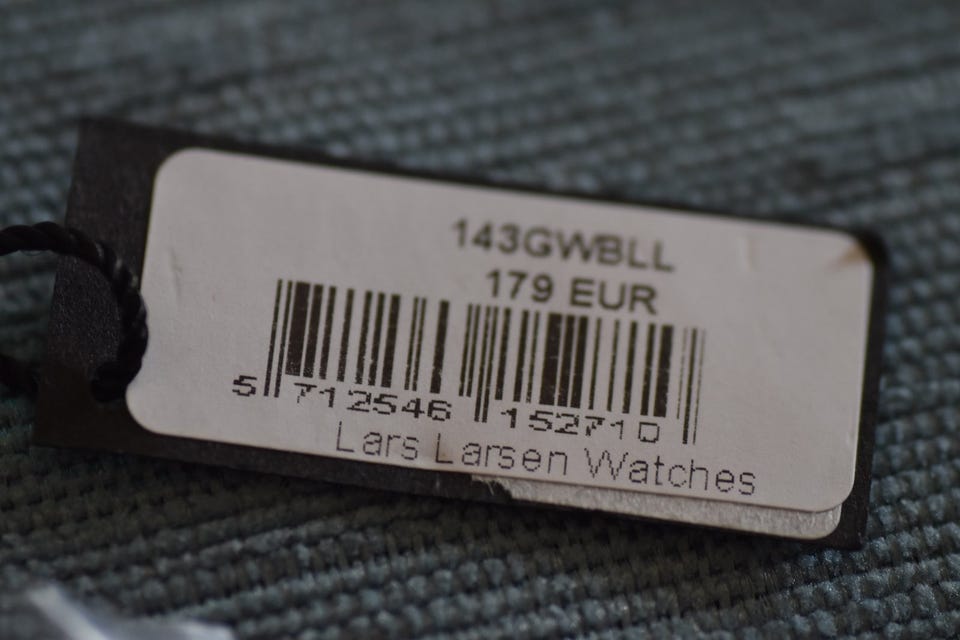 143GWBLL
179 EUR
5 712546 152710
Lars Larsen Watches